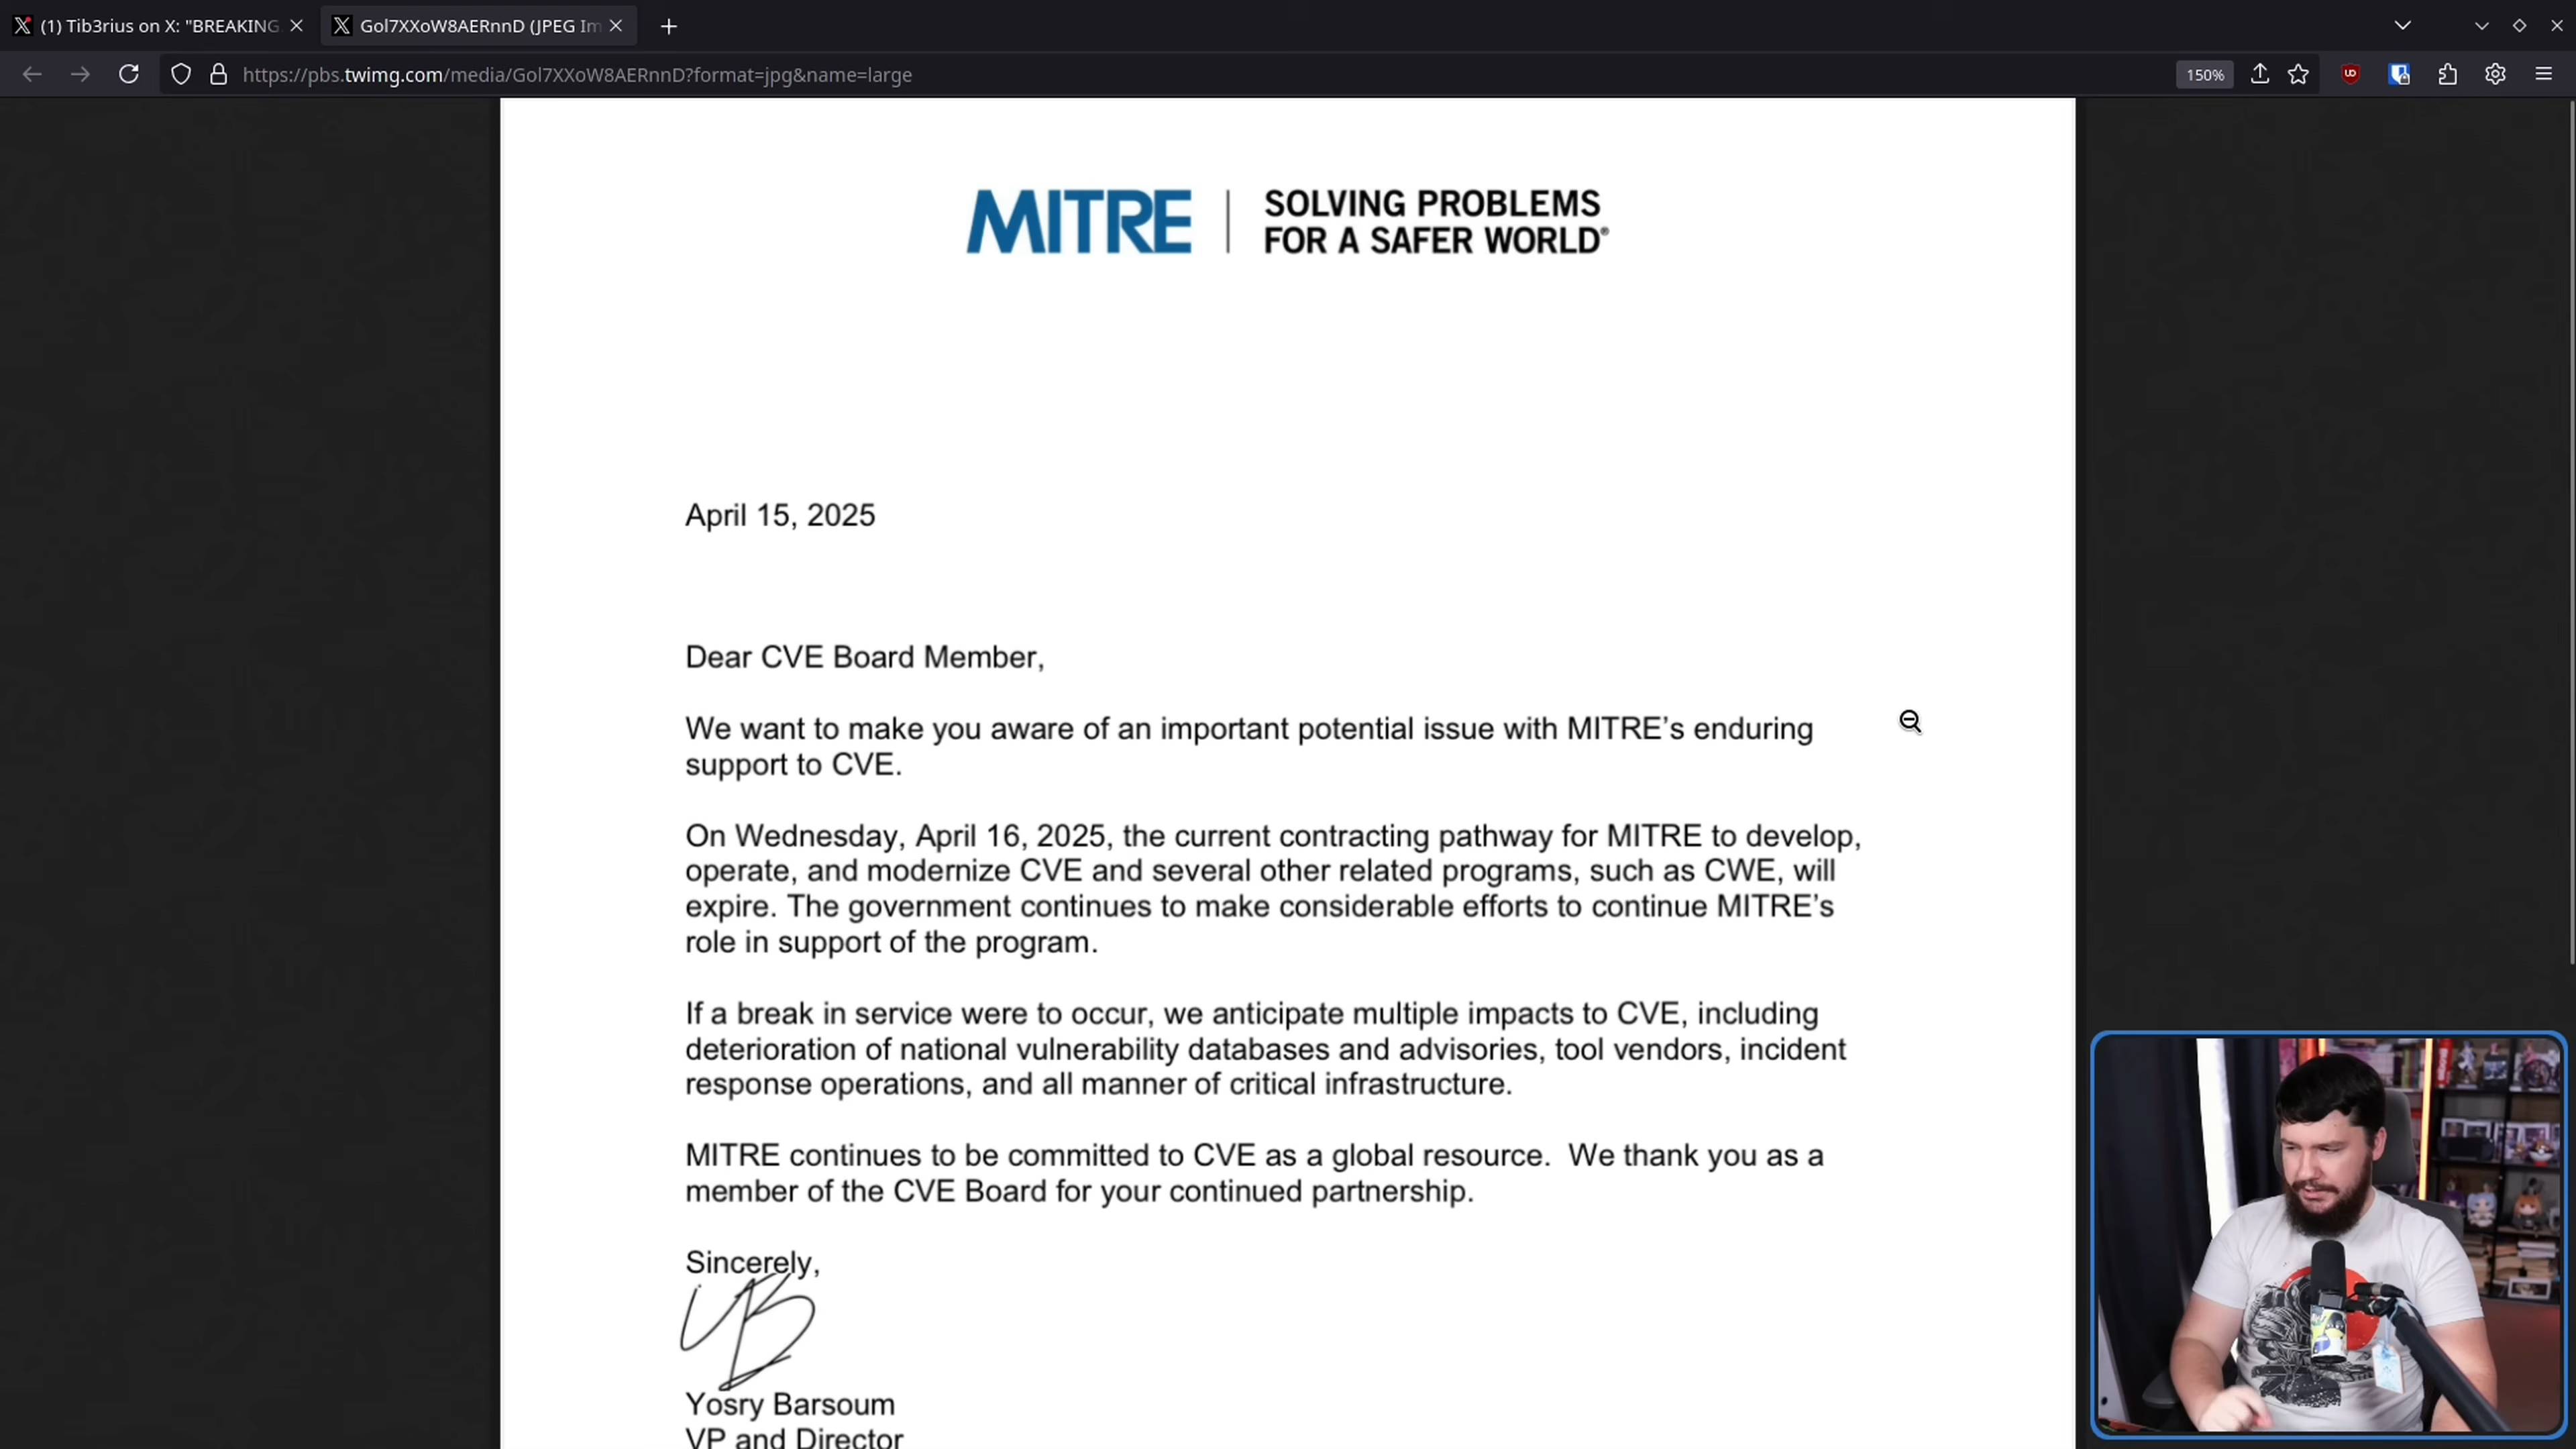 (1) Tib3rius on X: "BREAKING
Gol7XXoW8AERnnD (JPEG Im
https://pbs.twimg.com/media/Gol7XXoW8AERnnD?format=jpg&name=large
150%
MITRE
SOLVING PROBLEMS
FOR A SAFER WORLD®
April 15, 2025
Dear CVE Board Member,
We want to make you aware of an important potential issue with MITRE's enduring
support to CVE.
On Wednesday, April 16, 2025, the current contracting pathway for MITRE to develop,
operate, and modernize CVE and several other related programs, such as CWE, will
expire. The government continues to make considerable efforts to continue MITRE's
role in support of the program.
If a break in service were to occur, we anticipate multiple impacts to CVE, including
deterioration of national vulnerability databases and advisories, tool vendors, incident
response operations, and all manner of critical infrastructure.
MITRE continues to be committed to CVE as a global resource.  We thank you as a
member of the CVE Board for your continued partnership.
Sincerely,
YB
Yosry Barsoum
VP and Director